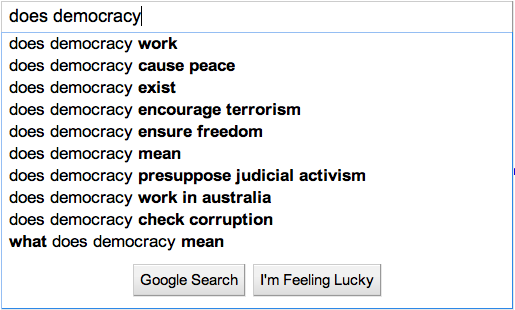 does democracy
does democracy work
does democracy cause peace
does democracy exist
does democracy encourage terrorism
does democracy ensure freedom
does democracy mean
does democracy presuppose judicial activism
does democracy work in australia
does democracy check corruption
what does democracy mean
Google Search I'm Feeling Lucky